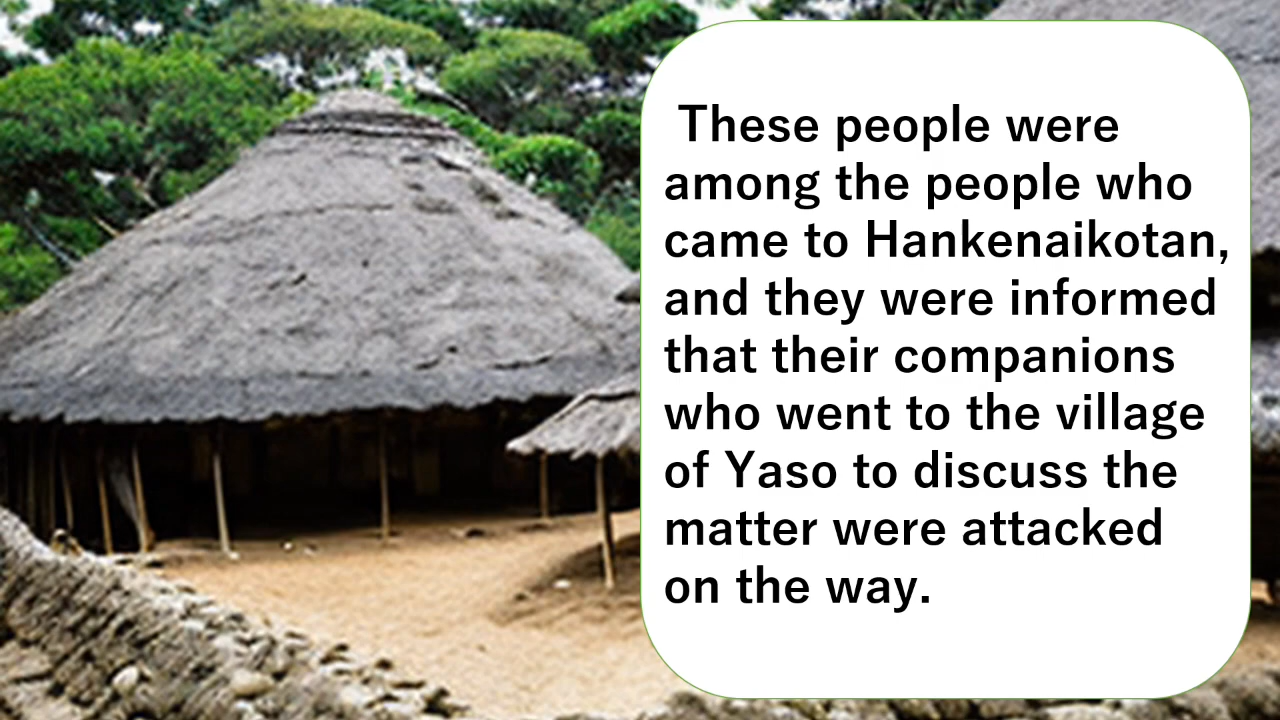 These people were
among the people who
came to Hankenaikotan,
and they were informed
that their companions
who went to the village
of Yaso to discuss the
matter were attacked
on the way.